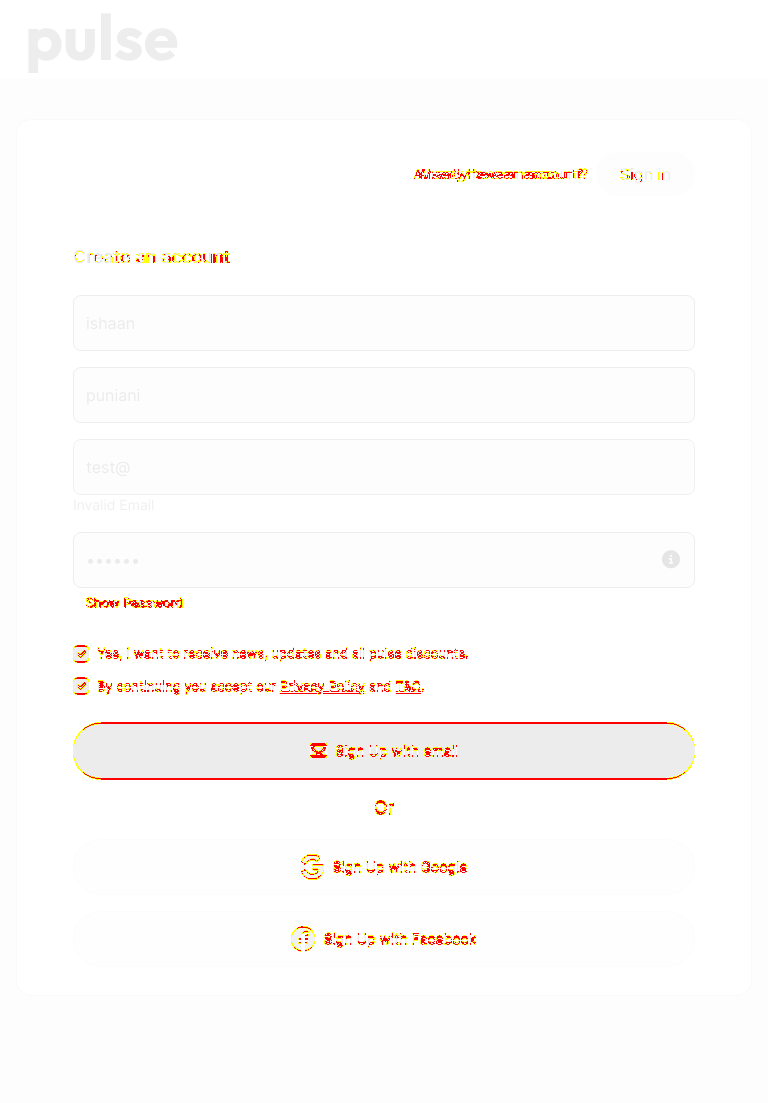 pulse
Already have an account?
Sign in
Create an account
ishaan
puniani
test@
Invalid Email
••••••
Show Password
Yes, I want to receive news, updates and all pulse discounts.
By continuing you accept our Privacy Policy and T&C.
Sign Up with email
Or
Sign Up with Google
Sign Up with Facebook